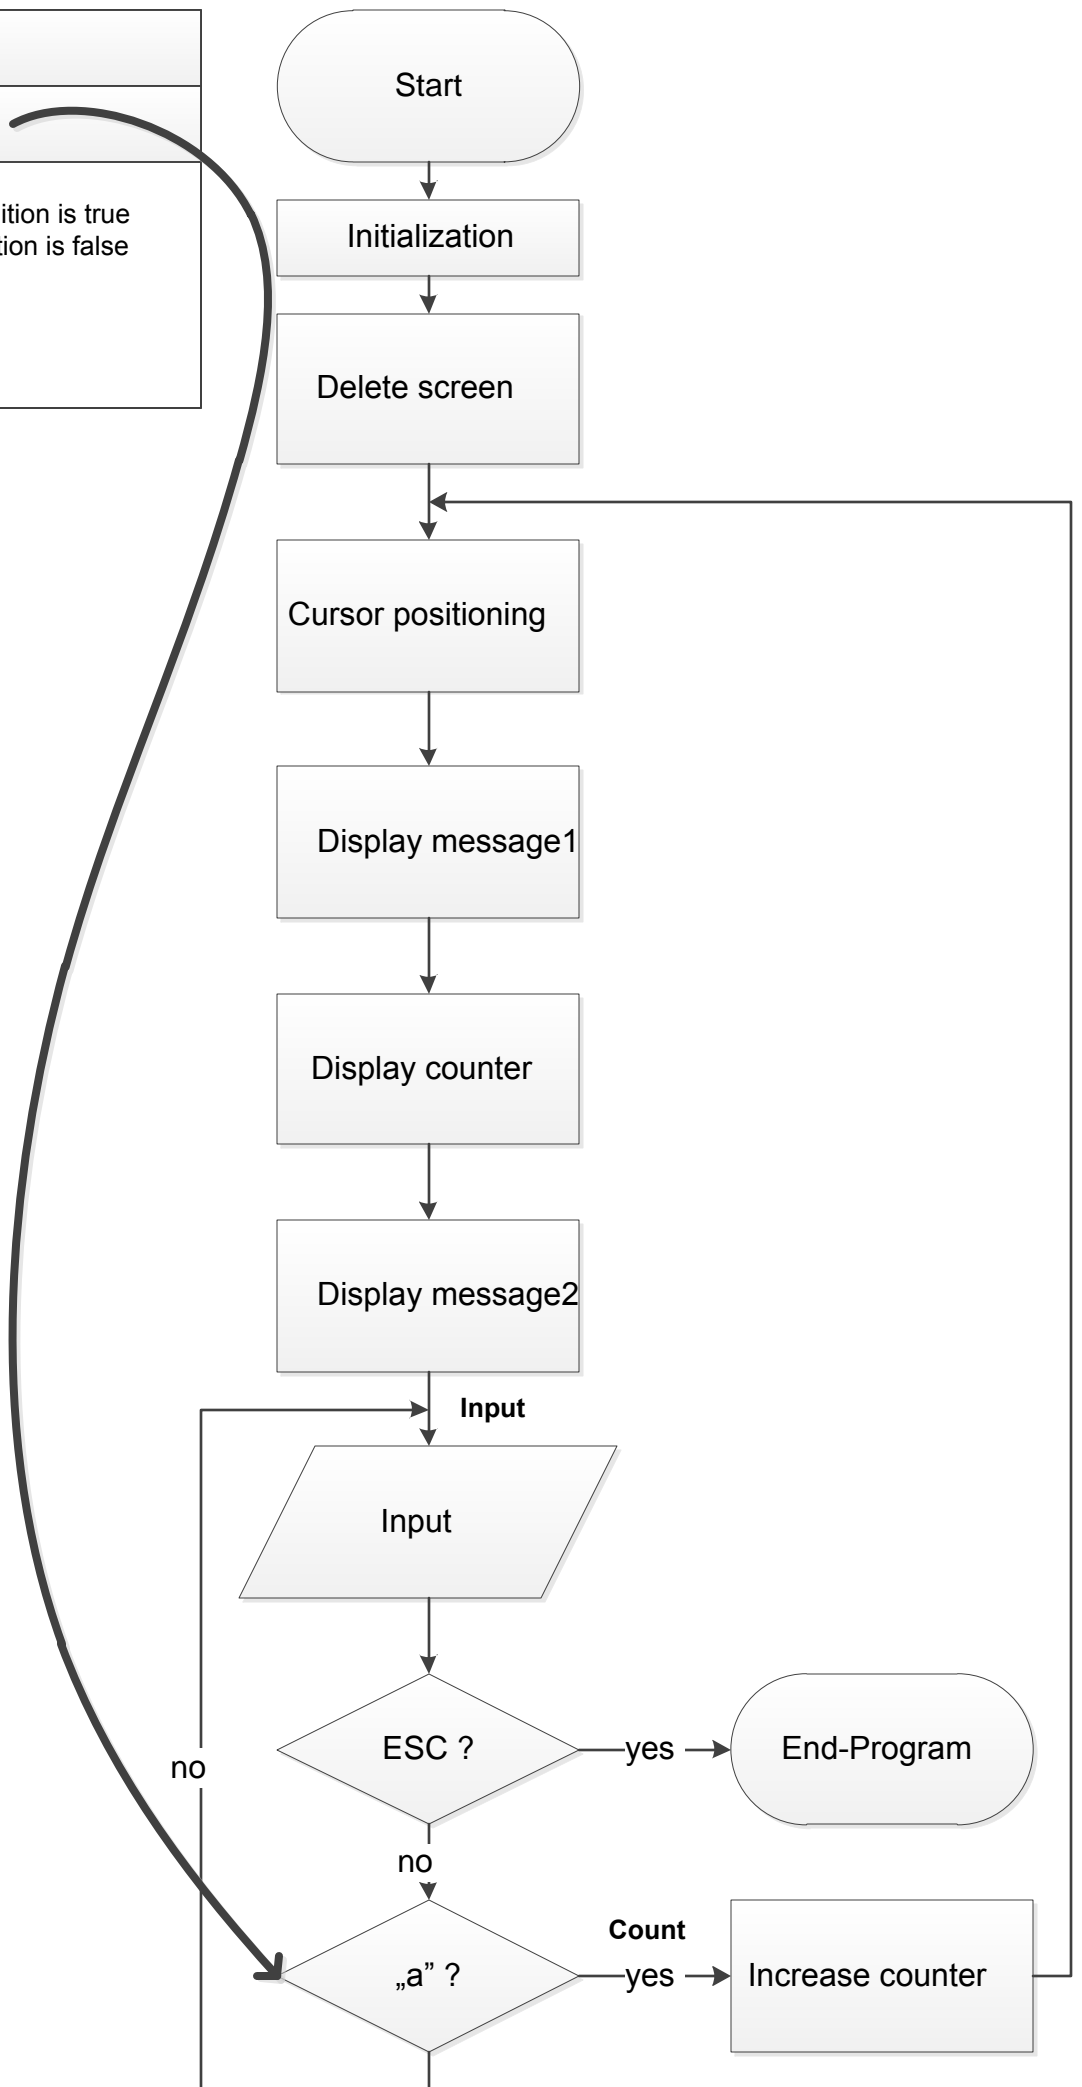 Start
ition is true
tion is false
Initialization
Delete screen
Cursor positioning
Display message1
Display counter
Display message2
Input
Input
ESC ?
yes
End-Program
no
no
„a” ?
Count
yes
Increase counter